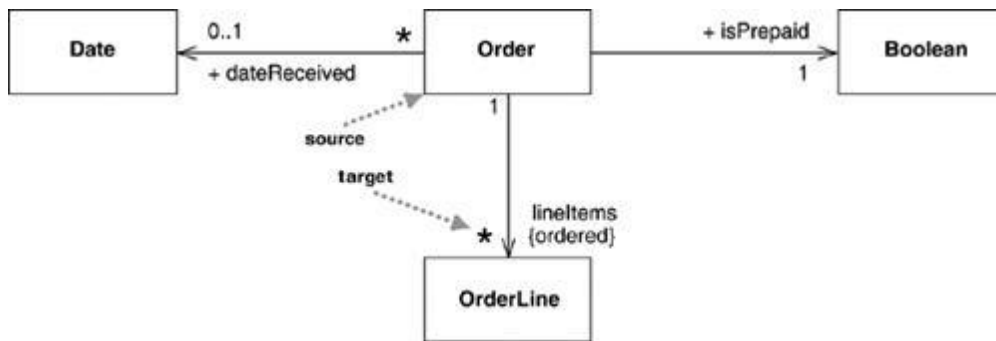 0..1
*
+ isPrepaid
Date
Order
Boolean
+ dateReceived
1
1
source
target
lineItems
*
{ordered}
OrderLine